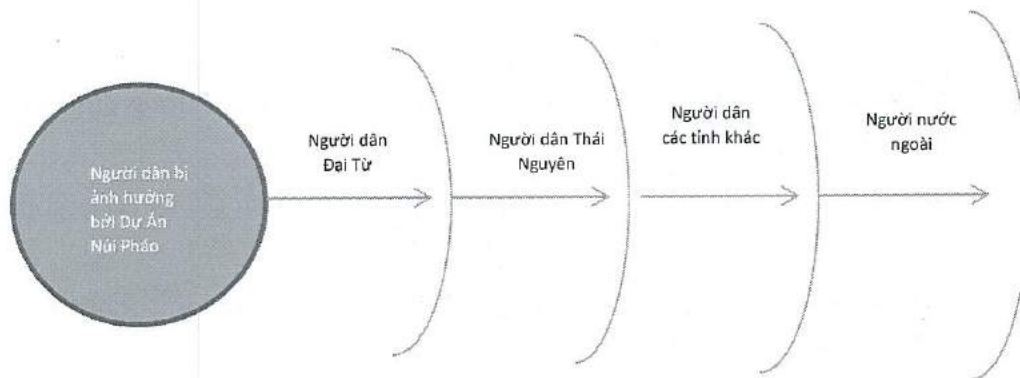 Người dân bị
ảnh hưởng
bởi Dự Án
Núi Pháo
Người dân
Đại Từ
Người dân Thái
Nguyên
Người dân
các tỉnh khác
Người nước
ngoài